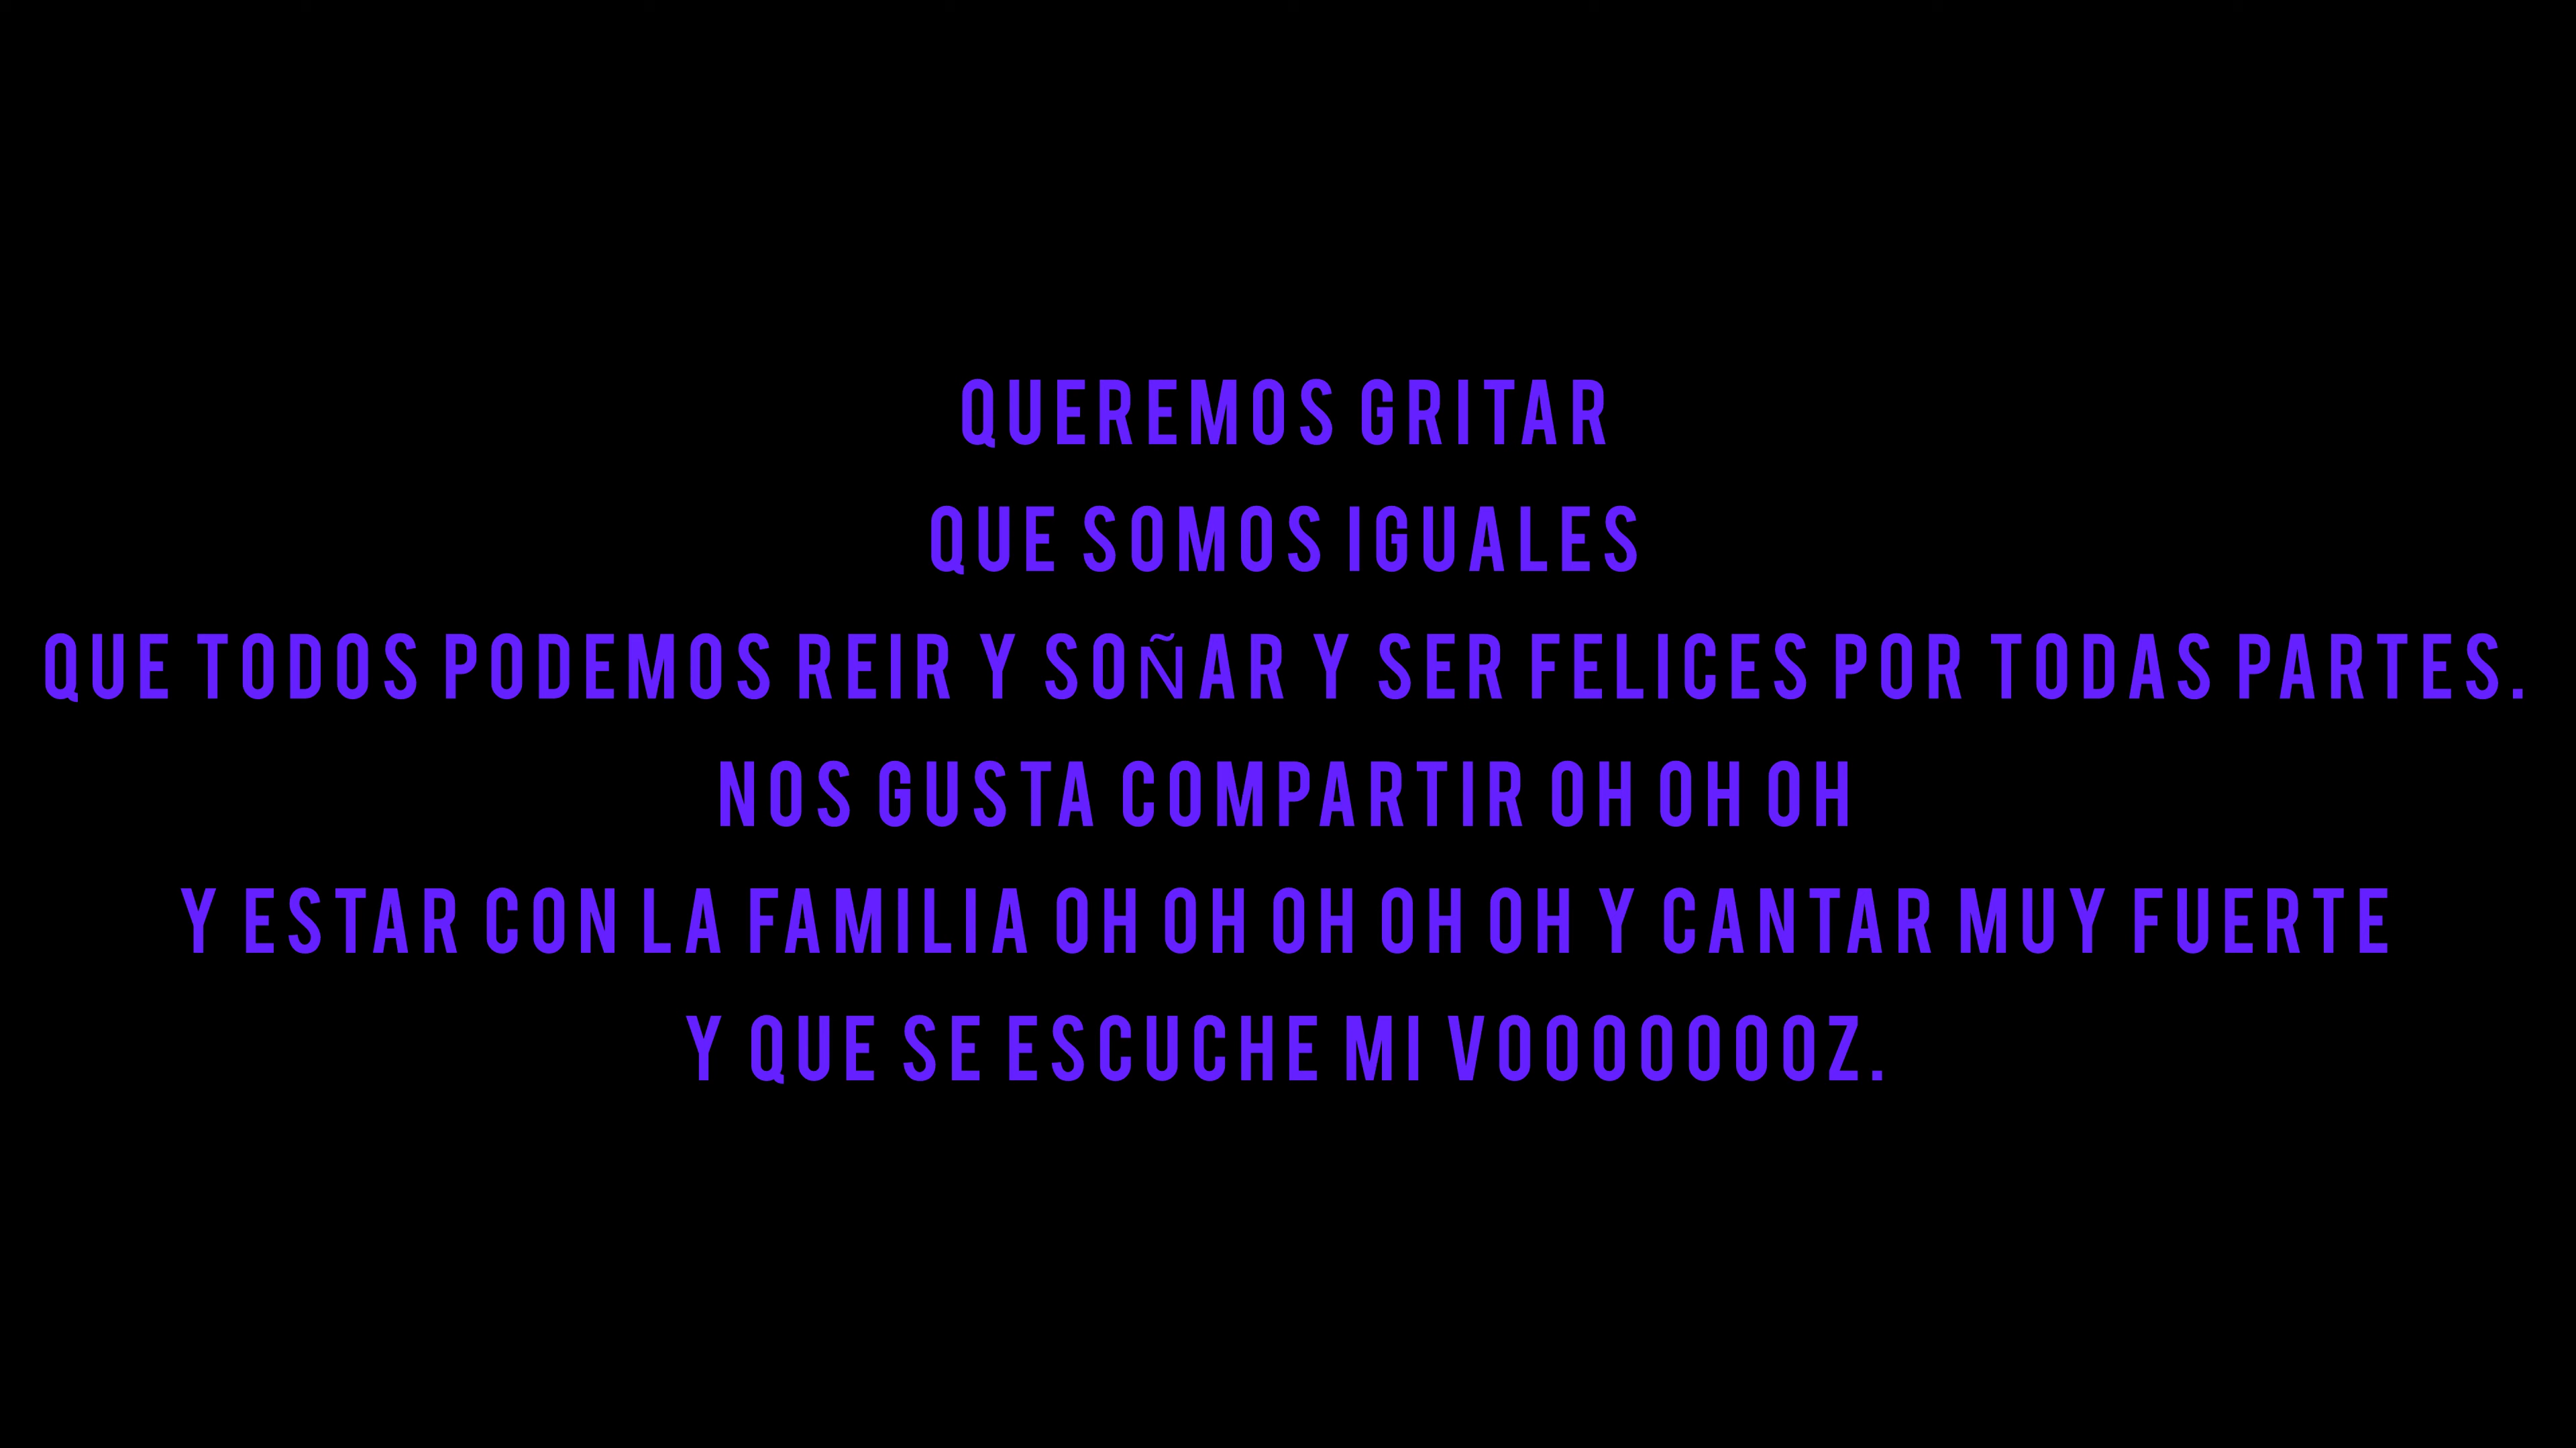 QUEREMOS GRITAR
QUE SOMOS IGUALES
QUE TODOS PODEMOS REIR Y SOÑAR Y SER FELICES POR TODAS PARTES.
NOS GUSTA COMPARTIR OH OH OH
Y ESTAR CON LA FAMILIA OH OH OH OH OH Y CANTAR MUY FUERTE
Y QUE SE ESCUCHE MI VOOOOOOOZ.